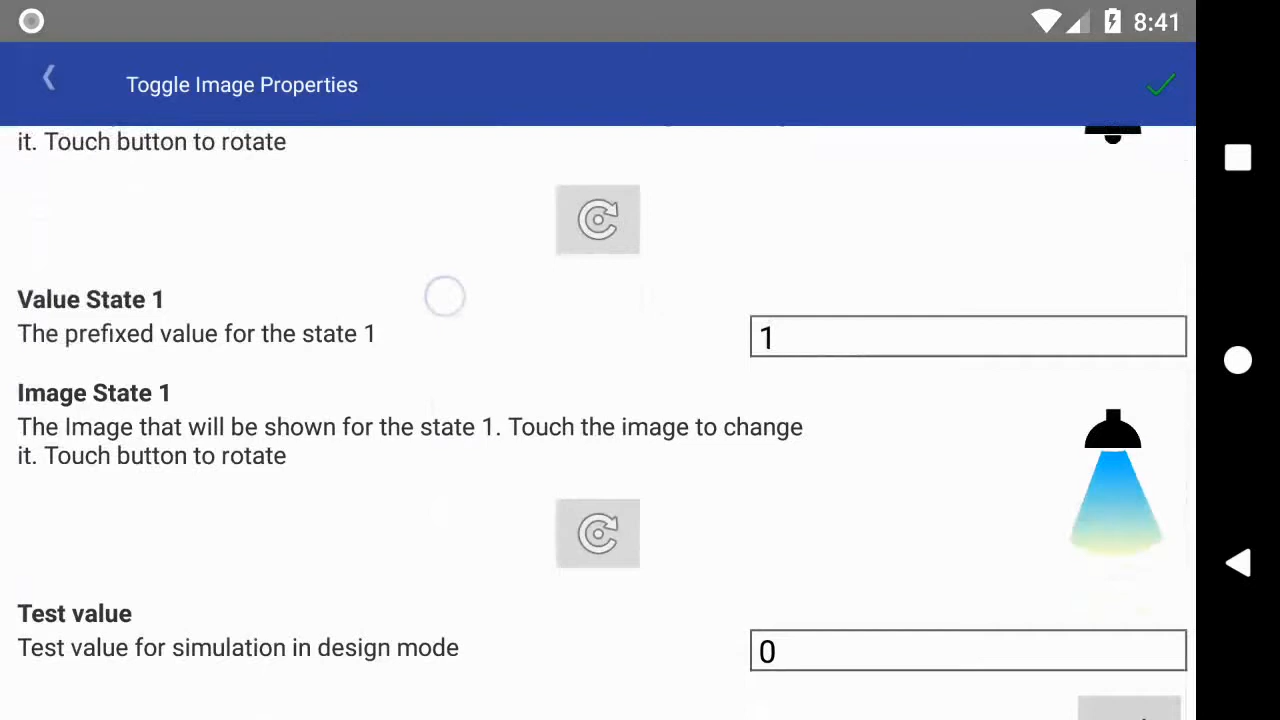 8:41
Toggle Image Properties
it. Touch button to rotate
Value State 1
The prefixed value for the state 1
1
Image State 1
The Image that will be shown for the state 1. Touch the image to change
it. Touch button to rotate
Test value
Test value for simulation in design mode
0